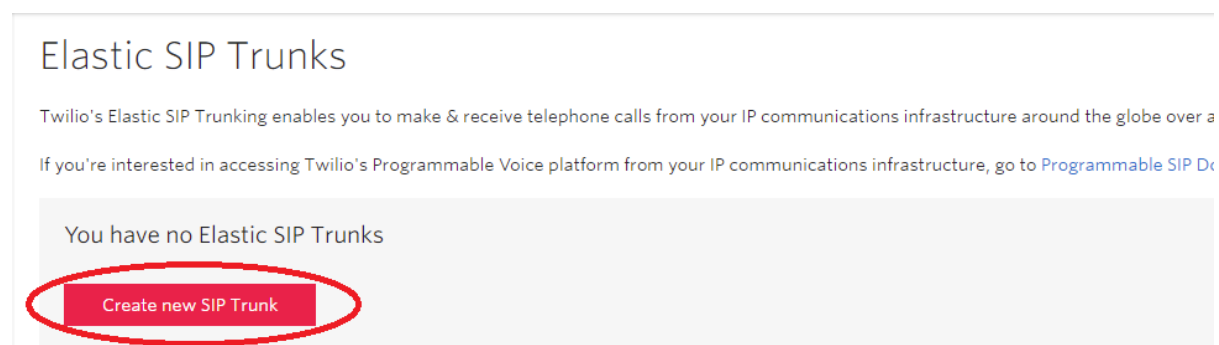 Elastic SIP Trunks
Twilio's Elastic SIP Trunking enables you to make & receive telephone calls from your IP communications infrastructure around the globe over a
If you're interested in accessing Twilio's Programmable Voice platform from your IP communications infrastructure, go to Programmable SIP Do
You have no Elastic SIP Trunks
Create new SIP Trunk